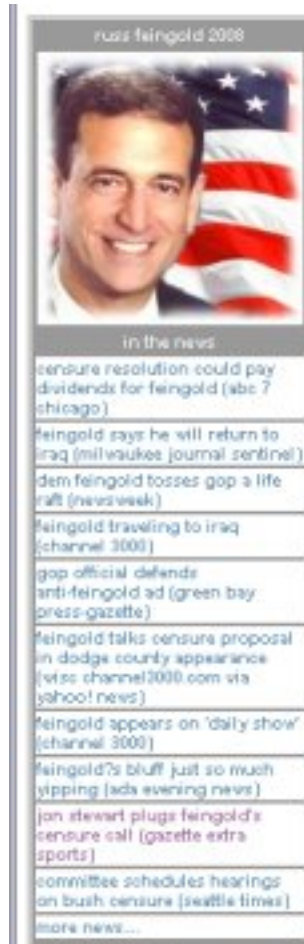 russ feingold 2008
in the news
censure resolution could pay
dividends for feingold (abc 7
chicago)
feingold says he will return to
iraq (milwaukee journal sentinel)
dem feingold tosses gop a life
raft (newsweek)
feingold traveling to iraq
(channel 3000)
gop official defends
anti-feingold ad (green bay
press-gazette)
feingold talks censure proposal
in dodge county appearance
(wisc channel3000.com via
yahoo! news)
feingold appears on 'daily show'
(channel 3000)
feingold?s bluff just so much
yipping (ada evening news)
jon stewart plugs feingold's
censure call (gazette extra
sports)
committee schedules hearings
on bush censure (seattle times)
more news...